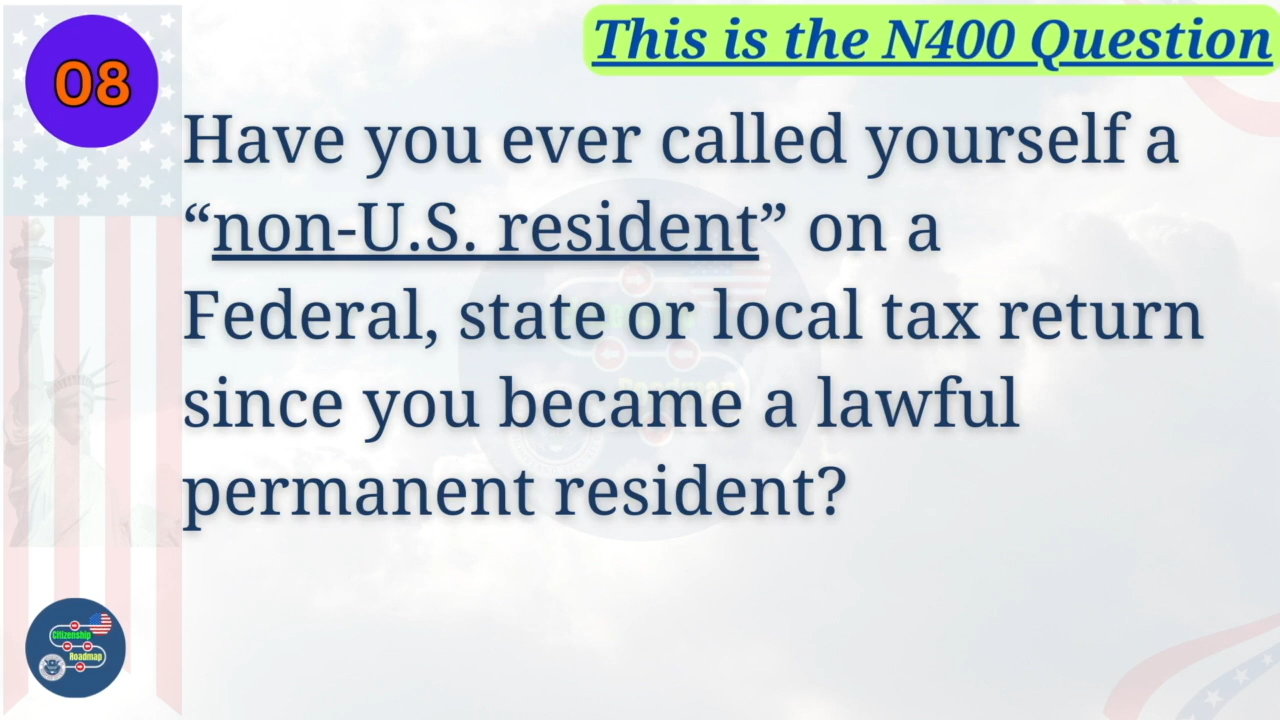 08
This is the N400 Question
Have you ever called yourself a
“non-U.S. resident” on a
Federal, state or local tax return
since you became a lawful
permanent resident?
Citizenship
Roadmap